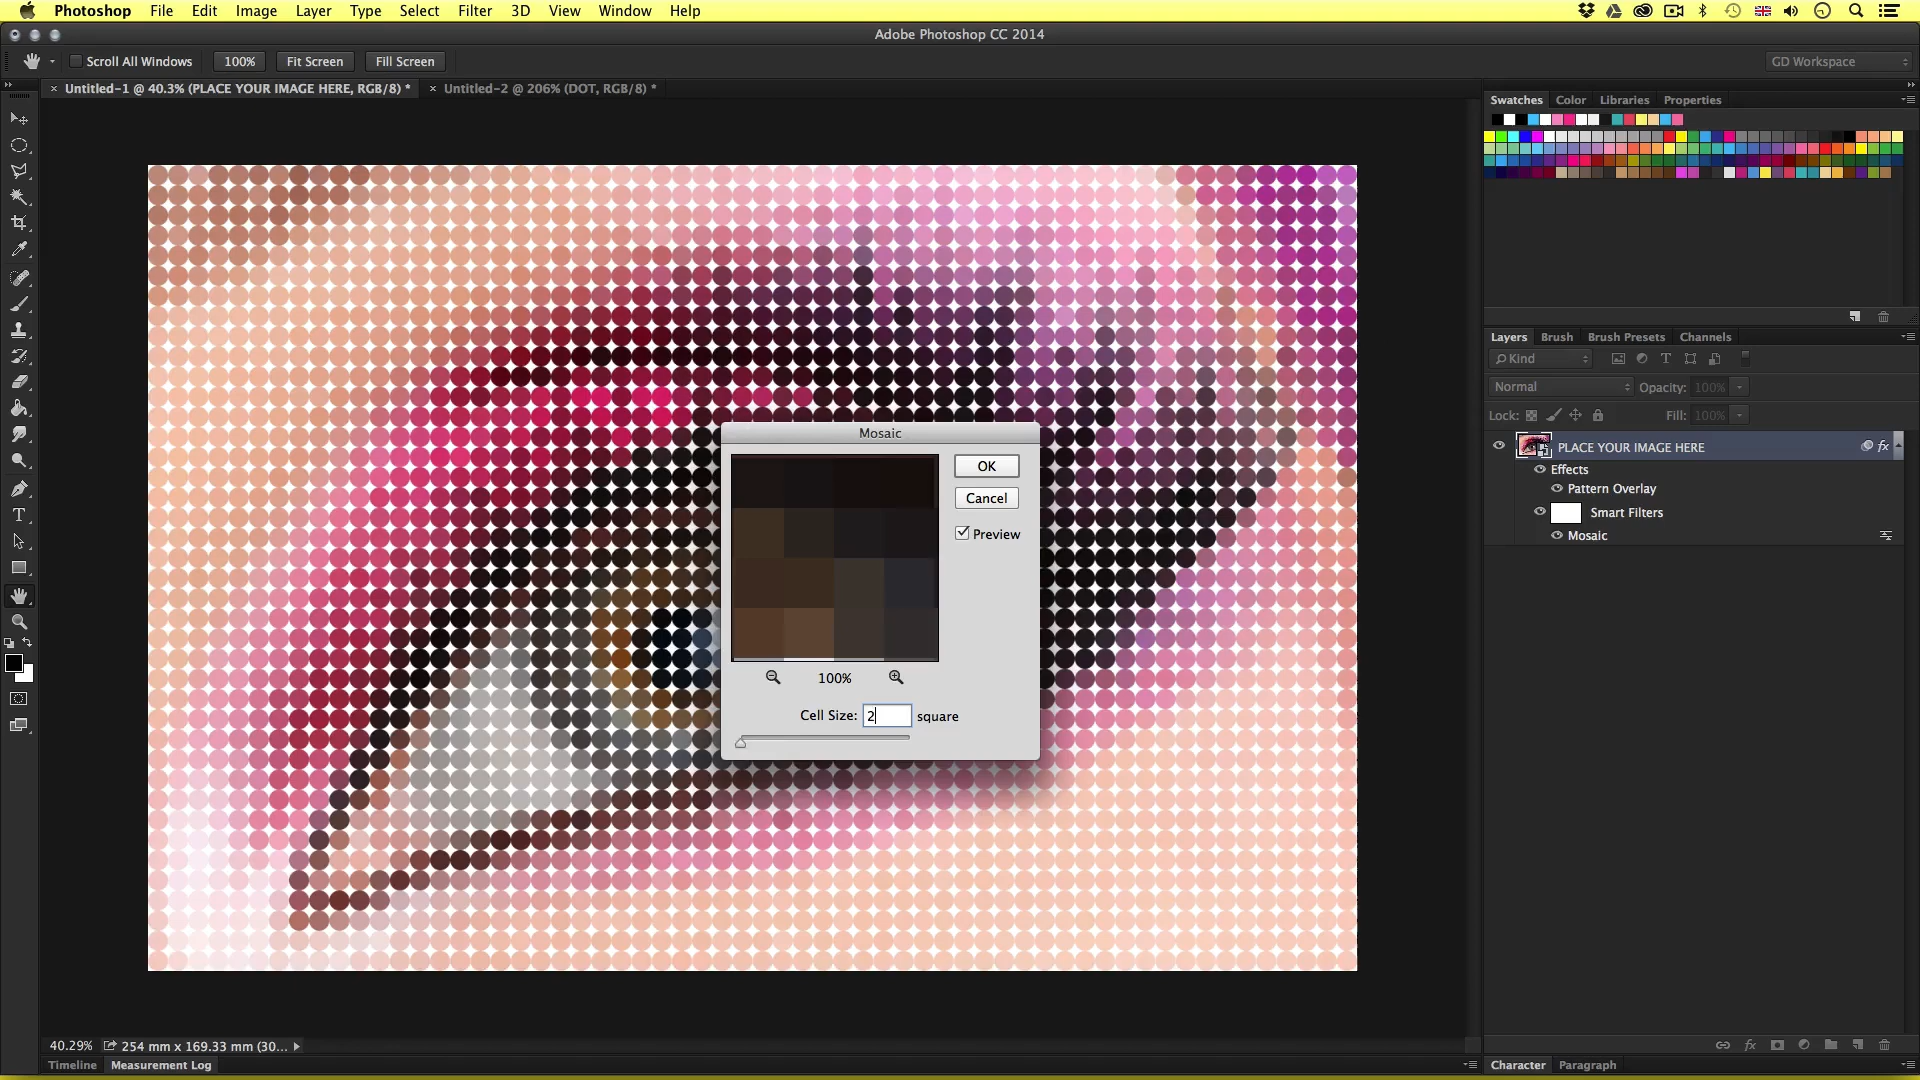 Photoshop File Edit Image Layer Type Select Filter 3D View Window Help
Adobe Photoshop CC 2014
Scroll All Windows 100% Fit Screen Fill Screen GD Workspace
× Untitled-1 @ 40.3% (PLACE YOUR IMAGE HERE, RGB/8) * × Untitled-2 @ 206% (DOT, RGB/8) *
Swatches Color Libraries Properties
Layers Brush Brush Presets Channels
Kind
Normal Opacity: 100%
Lock: Fill: 100%
PLACE YOUR IMAGE HERE fx
Effects
Pattern Overlay
Smart Filters
Mosaic
Mosaic
OK
Cancel
Preview
100%
Cell Size: 2 square
40.29% 254 mm x 169.33 mm (30...
Timeline Measurement Log
fx
Character Paragraph